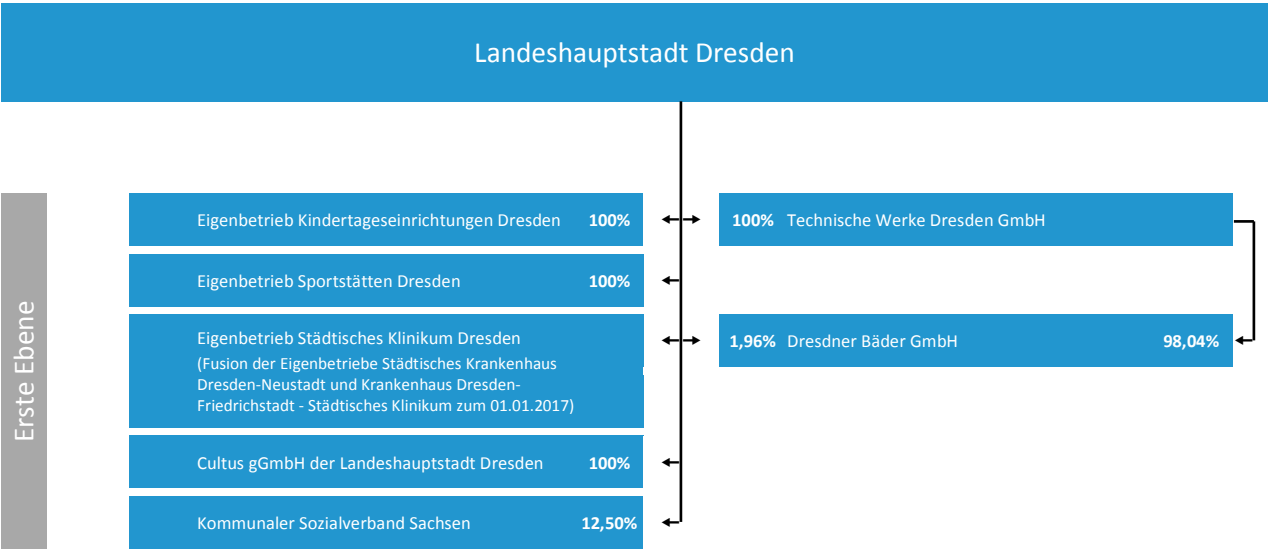 Landeshauptstadt Dresden
Erste Ebene
Eigenbetrieb Kindertageseinrichtungen Dresden 100%
100% Technische Werke Dresden GmbH
Eigenbetrieb Sportstätten Dresden 100%
Eigenbetrieb Städtisches Klinikum Dresden
(Fusion der Eigenbetriebe Städtisches Krankenhaus
Dresden-Neustadt und Krankenhaus Dresden-
Friedrichstadt - Städtisches Klinikum zum 01.01.2017)
1,96% Dresdner Bäder GmbH 98,04%
Cultus gGmbH der Landeshauptstadt Dresden 100%
Kommunaler Sozialverband Sachsen 12,50%